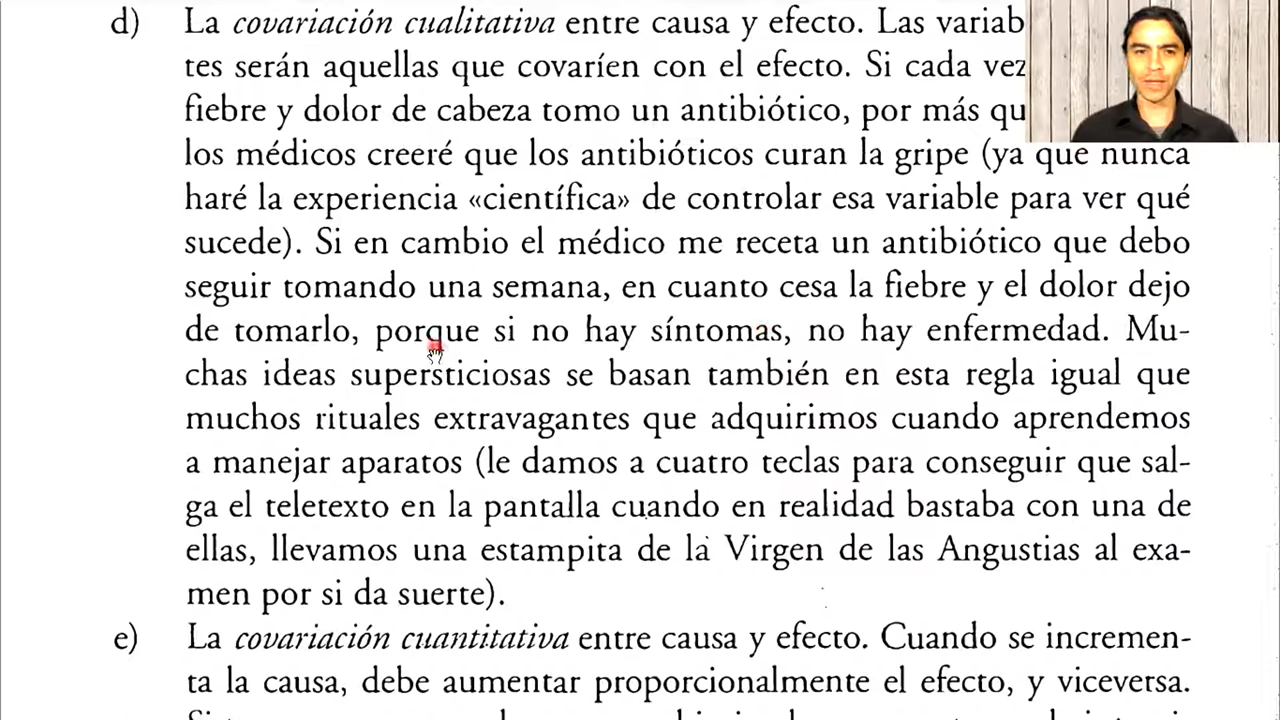 d) La covariación cualitativa entre causa y efecto. Las variab
tes serán aquellas que covaríen con el efecto. Si cada vez
fiebre y dolor de cabeza tomo un antibiótico, por más qu
los médicos creeré que los antibióticos curan la gripe (ya que nunca
haré la experiencia «científica» de controlar esa variable para ver qué
sucede). Si en cambio el médico me receta un antibiótico que debo
seguir tomando una semana, en cuanto cesa la fiebre y el dolor dejo
de tomarlo, porque si no hay síntomas, no hay enfermedad. Mu-
chas ideas supersticiosas se basan también en esta regla igual que
muchos rituales extravagantes que adquirimos cuando aprendemos
a manejar aparatos (le damos a cuatro teclas para conseguir que sal-
ga el teletexto en la pantalla cuando en realidad bastaba con una de
ellas, llevamos una estampita de la Virgen de las Angustias al exa-
men por si da suerte).
e) La covariación cuantitativa entre causa y efecto. Cuando se incremen-
ta la causa, debe aumentar proporcionalmente el efecto, y viceversa.